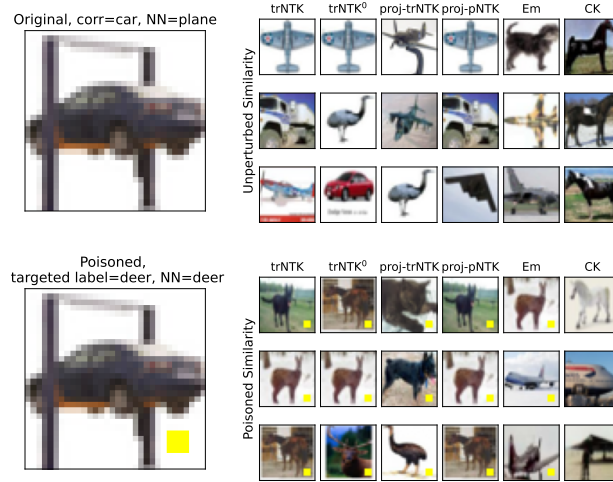 Original, corr=car, NN=plane
Unperturbed Similarity
trNTK trNTK⁰ proj-trNTK proj-pNTK Em CK
Poisoned,
targeted label=deer, NN=deer
Poisoned Similarity
trNTK trNTK⁰ proj-trNTK proj-pNTK Em CK